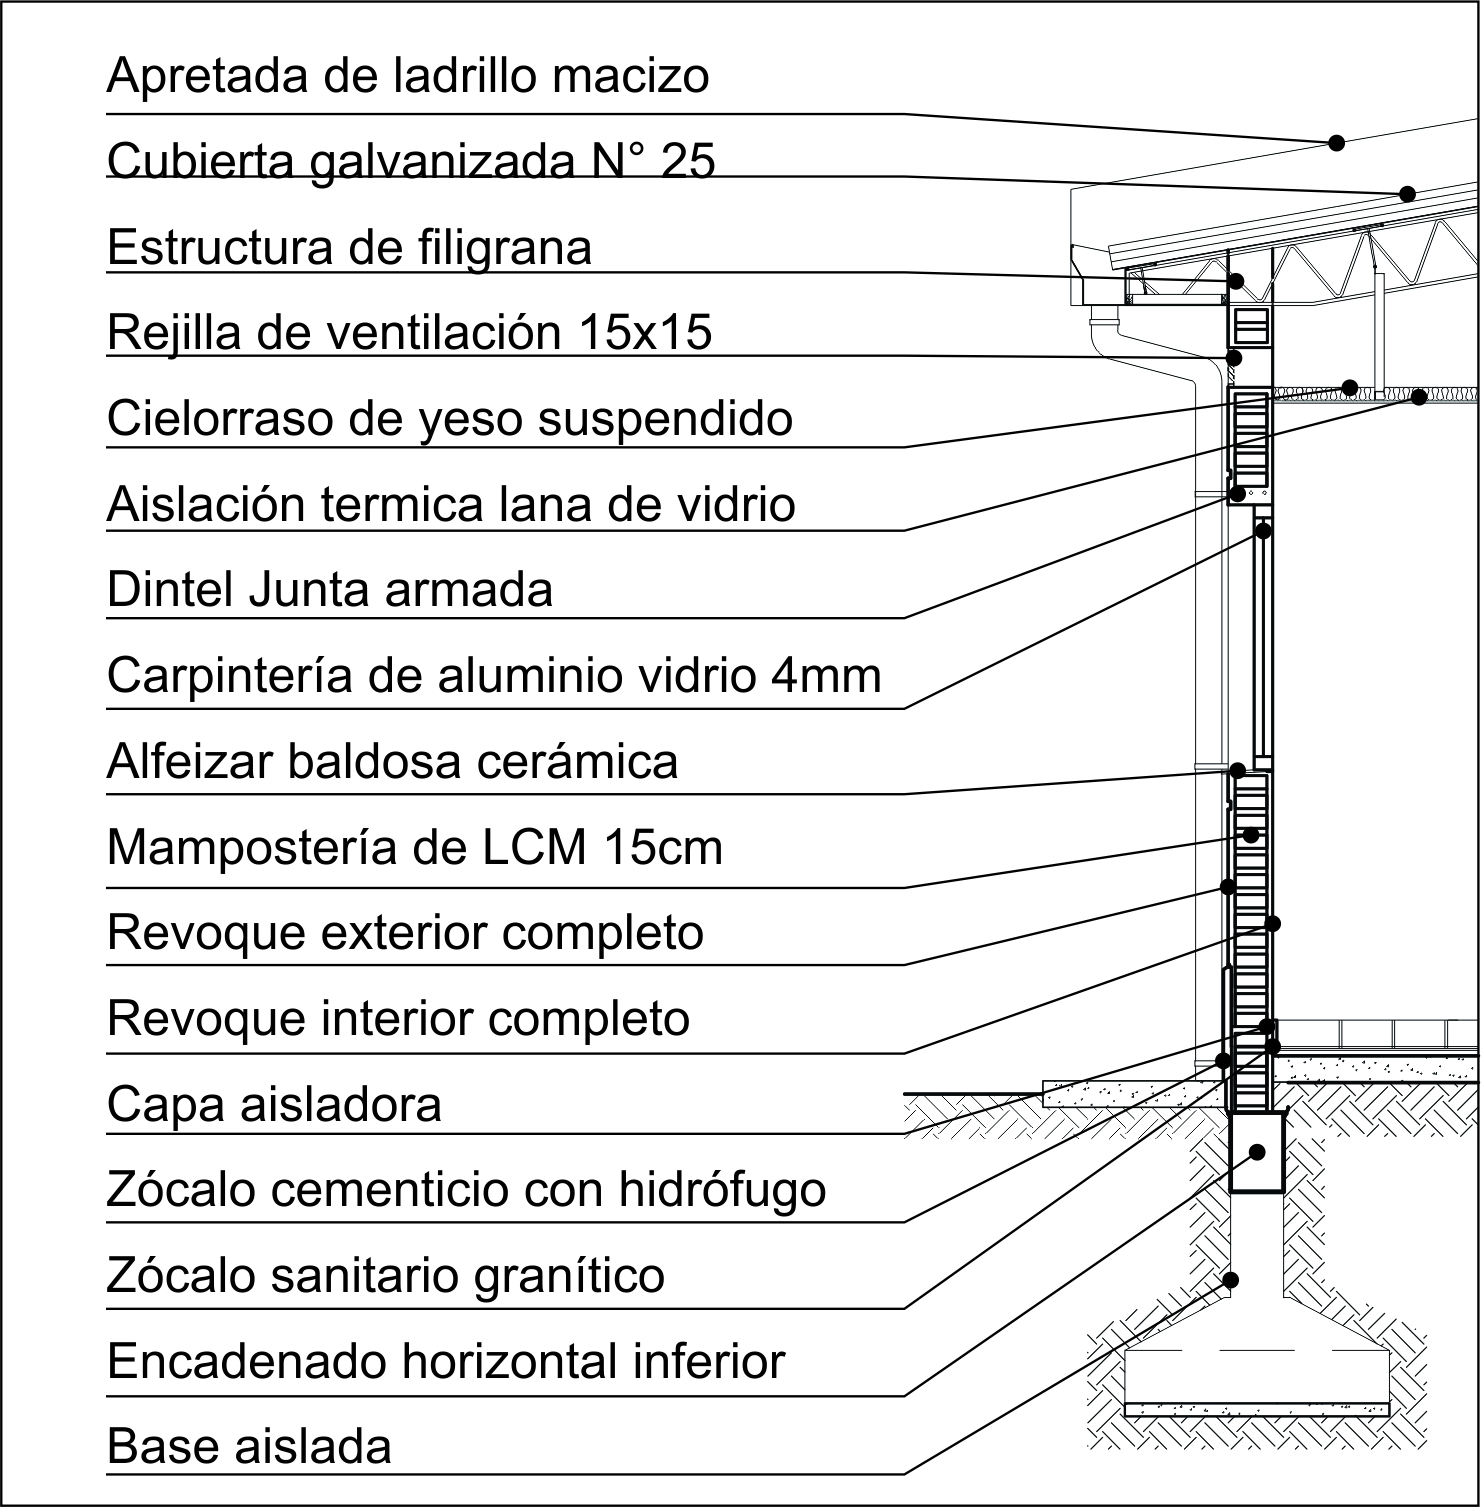 Apretada de ladrillo macizo
Cubierta galvanizada N° 25
Estructura de filigrana
Rejilla de ventilación 15x15
Cielorraso de yeso suspendido
Aislación termica lana de vidrio
Dintel Junta armada
Carpintería de aluminio vidrio 4mm
Alfeizar baldosa cerámica
Mampostería de LCM 15cm
Revoque exterior completo
Revoque interior completo
Capa aisladora
Zócalo cementicio con hidrófugo
Zócalo sanitario granítico
Encadenado horizontal inferior
Base aislada